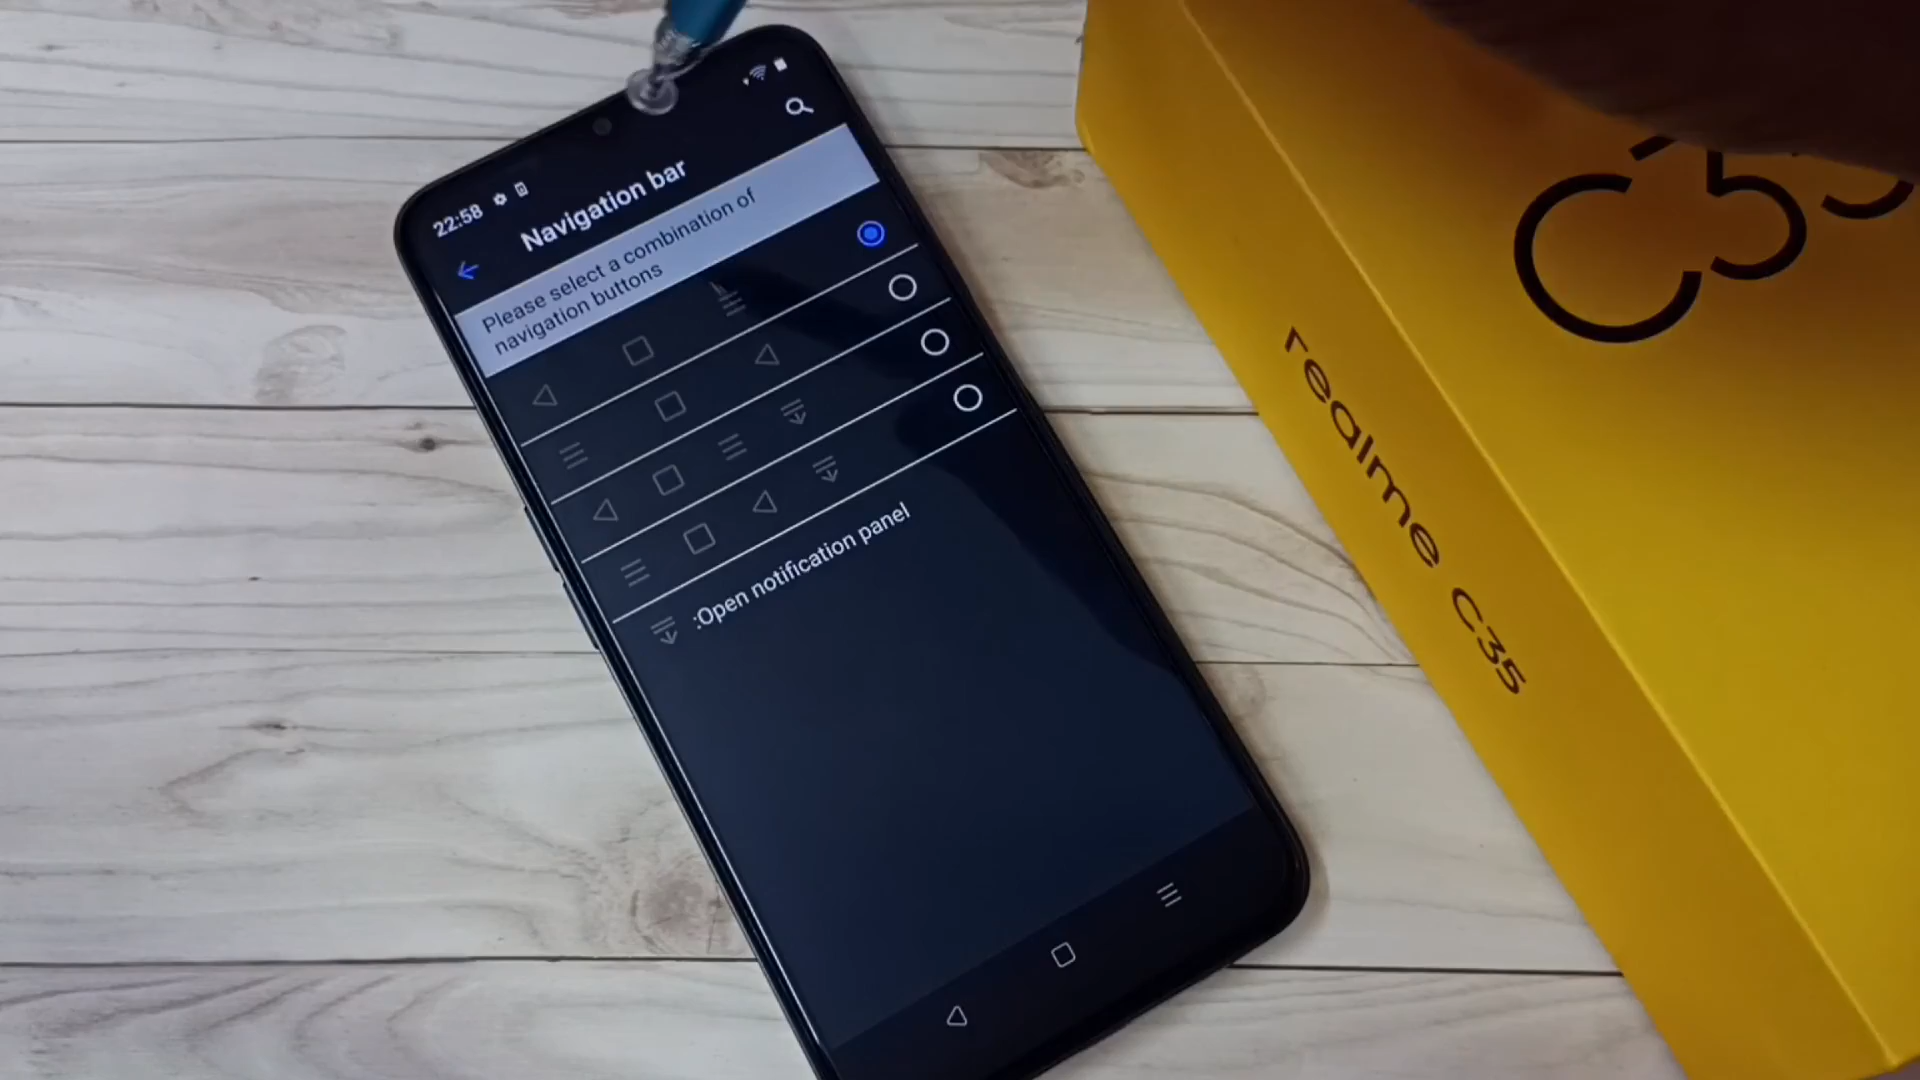 22:58
Navigation bar
Please select a combination of
navigation buttons
:Open notification panel
realme C35
C35